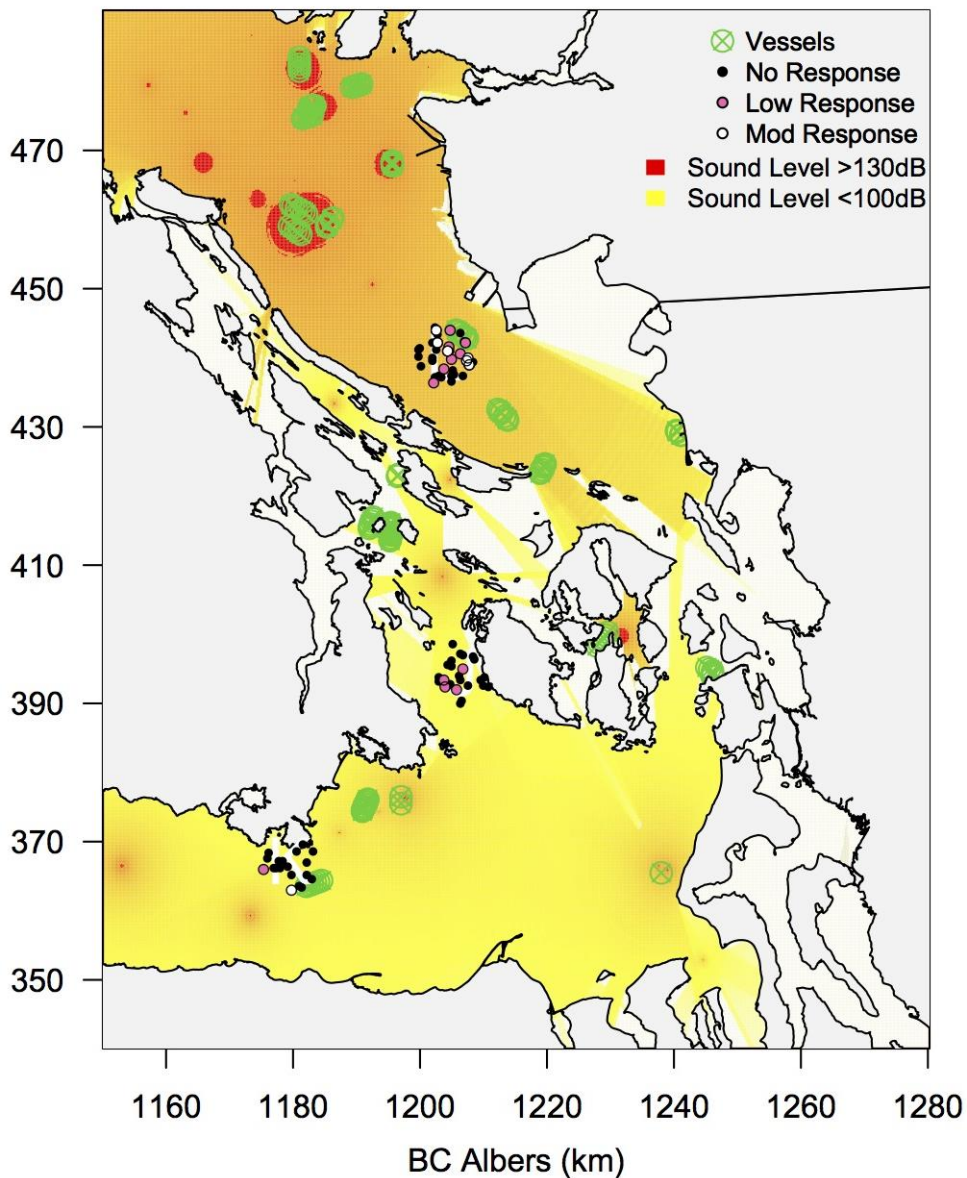 Vessels
No Response
Low Response
Mod Response
Sound Level >130dB
Sound Level <100dB
470
450
430
410
390
370
350
1160 1180 1200 1220 1240 1260 1280
BC Albers (km)